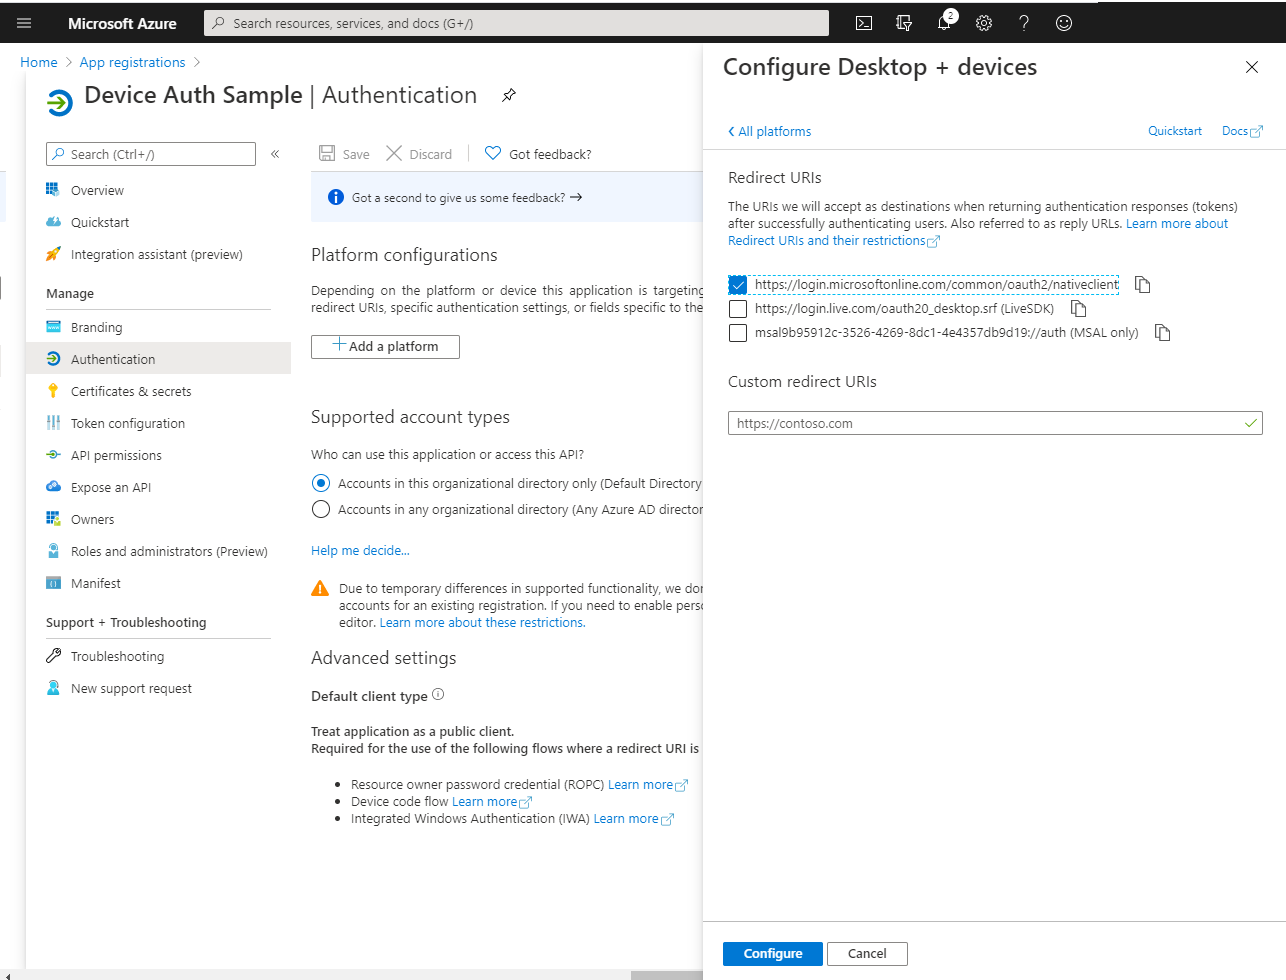 Microsoft Azure
Search resources, services, and docs (G+/)
2
Home > App registrations >
Device Auth Sample | Authentication
Search (Ctrl+/)
«
Overview
Quickstart
Integration assistant (preview)
Manage
Branding
Authentication
Certificates & secrets
Token configuration
API permissions
Expose an API
Owners
Roles and administrators (Preview)
Manifest
Support + Troubleshooting
Troubleshooting
New support request
Save
Discard
Got feedback?
Got a second to give us some feedback? →
Platform configurations
Depending on the platform or device this application is targeting
redirect URIs, specific authentication settings, or fields specific to the
+ Add a platform
Supported account types
Who can use this application or access this API?
Accounts in this organizational directory only (Default Directory
Accounts in any organizational directory (Any Azure AD director
Help me decide...
Due to temporary differences in supported functionality, we don
accounts for an existing registration. If you need to enable pers
editor. Learn more about these restrictions.
Advanced settings
Default client type
Treat application as a public client.
Required for the use of the following flows where a redirect URI is
• Resource owner password credential (ROPC) Learn more
• Device code flow Learn more
• Integrated Windows Authentication (IWA) Learn more
Configure Desktop + devices
All platforms
Quickstart
Docs
Redirect URIs
The URIs we will accept as destinations when returning authentication responses (tokens)
after successfully authenticating users. Also referred to as reply URLs. Learn more about
Redirect URIs and their restrictions
https://login.microsoftonline.com/common/oauth2/nativeclient
https://login.live.com/oauth20_desktop.srf (LiveSDK)
msal9b95912c-3526-4269-8dc1-4e4357db9d19://auth (MSAL only)
Custom redirect URIs
https://contoso.com
Configure
Cancel